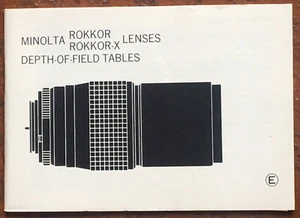 MINOLTA ROKKOR LENSES
ROKKOR-X
DEPTH-OF-FIELD TABLES
E